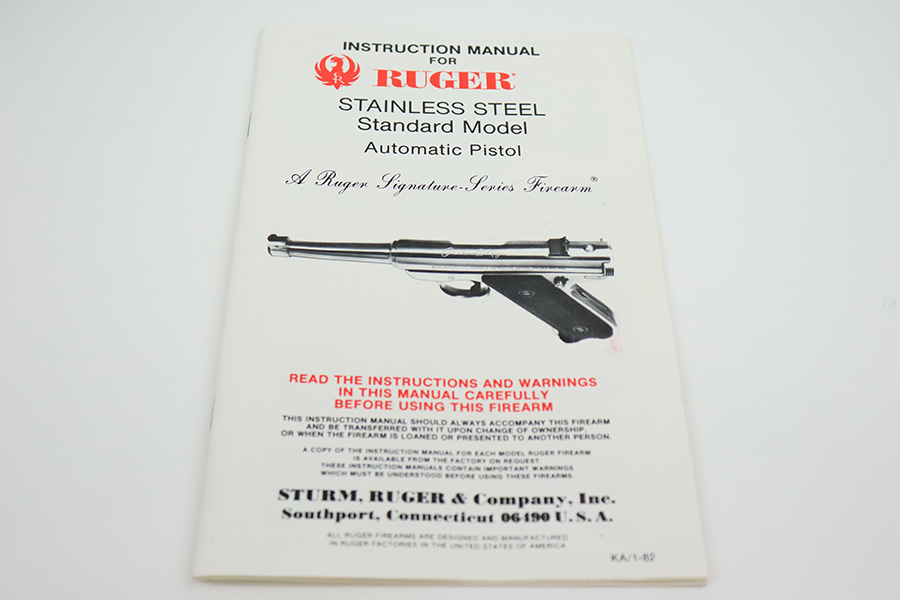 INSTRUCTION MANUAL
FOR
RUGER®
STAINLESS STEEL
Standard Model
Automatic Pistol
A Ruger Signature-Series Firearm®
READ THE INSTRUCTIONS AND WARNINGS
IN THIS MANUAL CAREFULLY
BEFORE USING THIS FIREARM
THIS INSTRUCTION MANUAL SHOULD ALWAYS ACCOMPANY THIS FIREARM
AND BE TRANSFERRED WITH IT UPON CHANGE OF OWNERSHIP,
OR WHEN THE FIREARM IS LOANED OR PRESENTED TO ANOTHER PERSON.
A COPY OF THE INSTRUCTION MANUAL FOR EACH MODEL RUGER FIREARM
IS AVAILABLE FROM THE FACTORY ON REQUEST.
THESE INSTRUCTION MANUALS CONTAIN IMPORTANT WARNINGS
WHICH MUST BE UNDERSTOOD BEFORE USING THESE FIREARMS.
STURM, RUGER & Company, Inc.
Southport, Connecticut 06490 U.S.A.
ALL RUGER FIREARMS ARE DESIGNED AND MANUFACTURED
IN RUGER FACTORIES IN THE UNITED STATES OF AMERICA
KA/1-82